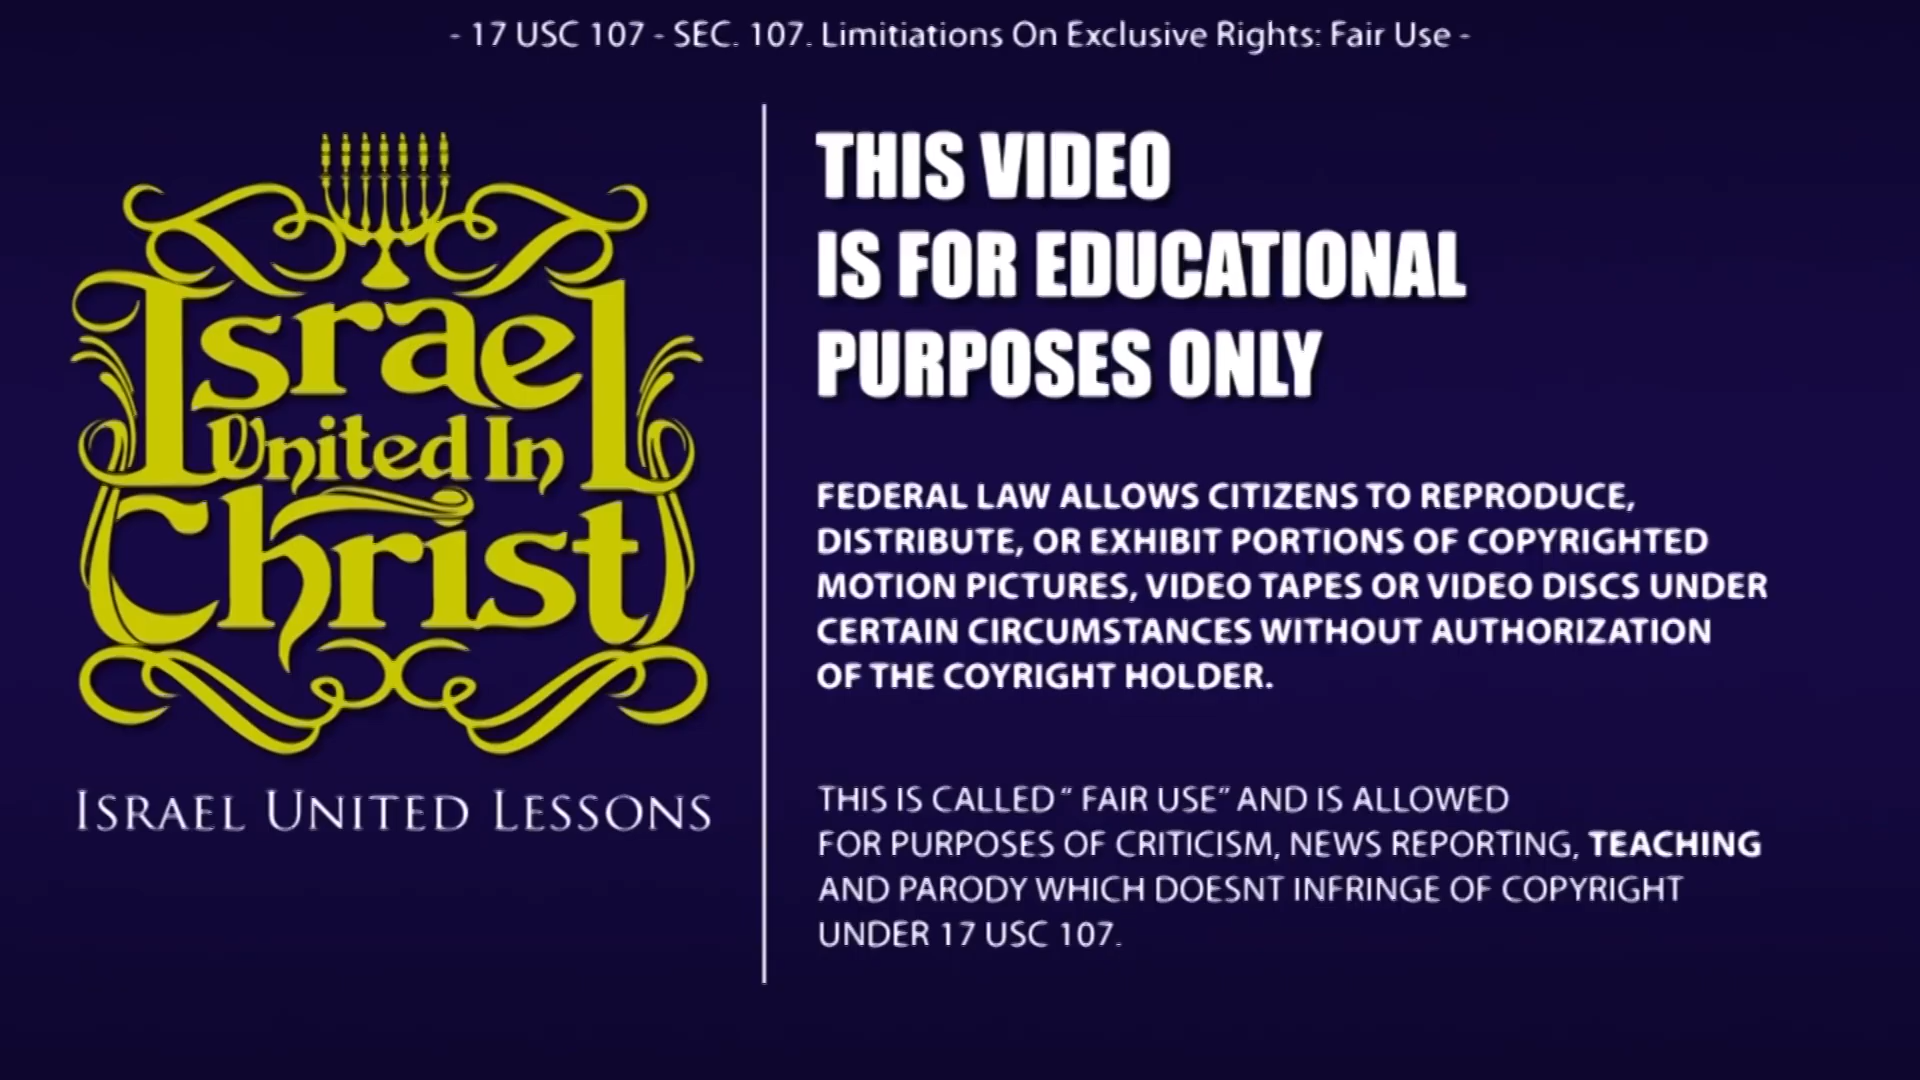 - 17 USC 107 - SEC. 107. Limitiations On Exclusive Rights: Fair Use -
Israel
United In
Christ
ISRAEL UNITED LESSONS
THIS VIDEO
IS FOR EDUCATIONAL
PURPOSES ONLY
FEDERAL LAW ALLOWS CITIZENS TO REPRODUCE,
DISTRIBUTE, OR EXHIBIT PORTIONS OF COPYRIGHTED
MOTION PICTURES, VIDEO TAPES OR VIDEO DISCS UNDER
CERTAIN CIRCUMSTANCES WITHOUT AUTHORIZATION
OF THE COYRIGHT HOLDER.
THIS IS CALLED “ FAIR USE” AND IS ALLOWED
FOR PURPOSES OF CRITICISM, NEWS REPORTING, TEACHING
AND PARODY WHICH DOESNT INFRINGE OF COPYRIGHT
UNDER 17 USC 107.